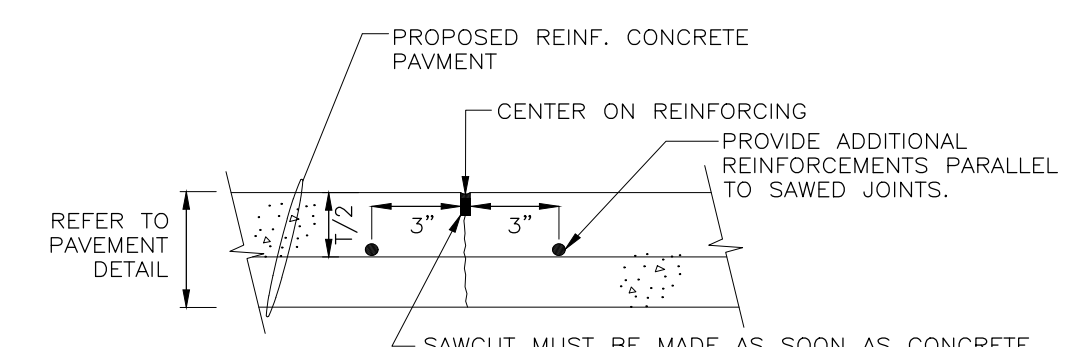 PROPOSED REINF. CONCRETE
PAVMENT
CENTER ON REINFORCING
PROVIDE ADDITIONAL
REINFORCEMENTS PARALLEL
TO SAWED JOINTS.
REFER TO
PAVEMENT
DETAIL
T/2
3"
3"
SAWCUT MUST BE MADE AS SOON AS CONCRETE